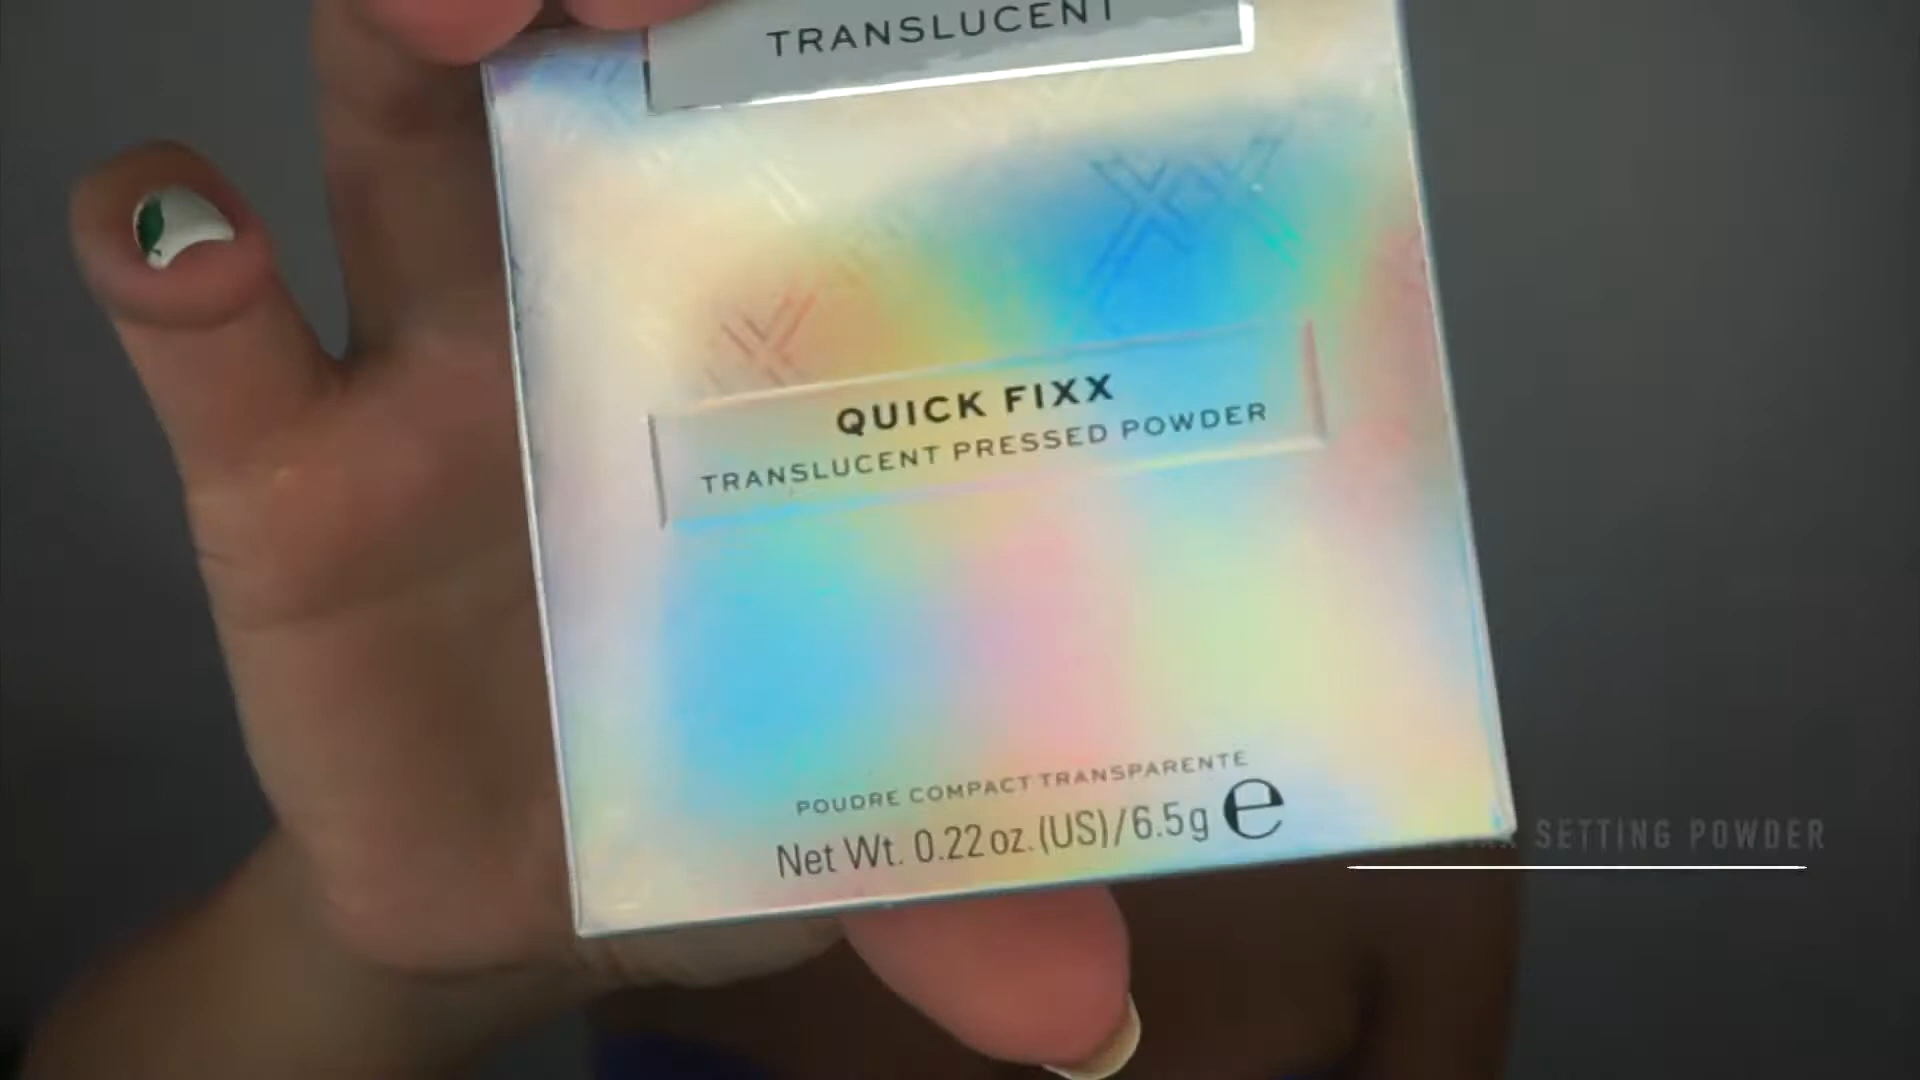 TRANSLUCENT
QUICK FIXX
TRANSLUCENT PRESSED POWDER
POUDRE COMPACT TRANSPARENTE
Net Wt. 0.22 oz. (US)/6.5g e
SETTING POWDER